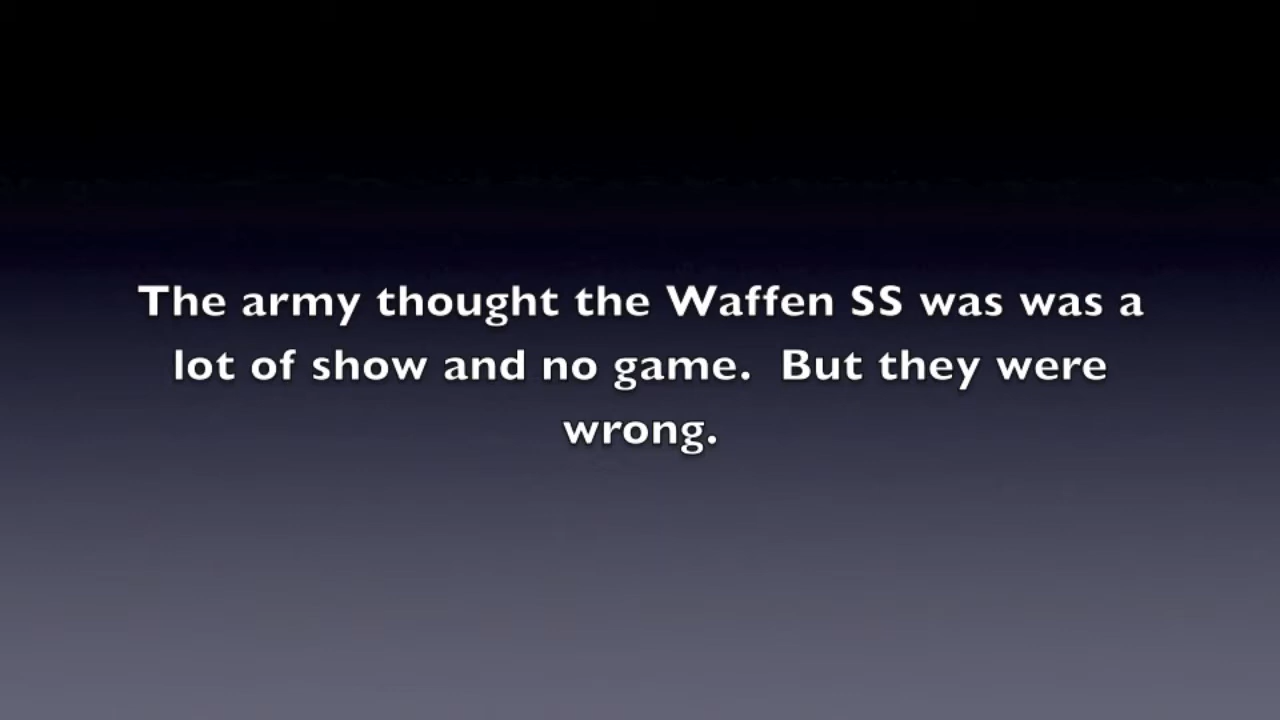 The army thought the Waffen SS was was a
lot of show and no game.  But they were
wrong.